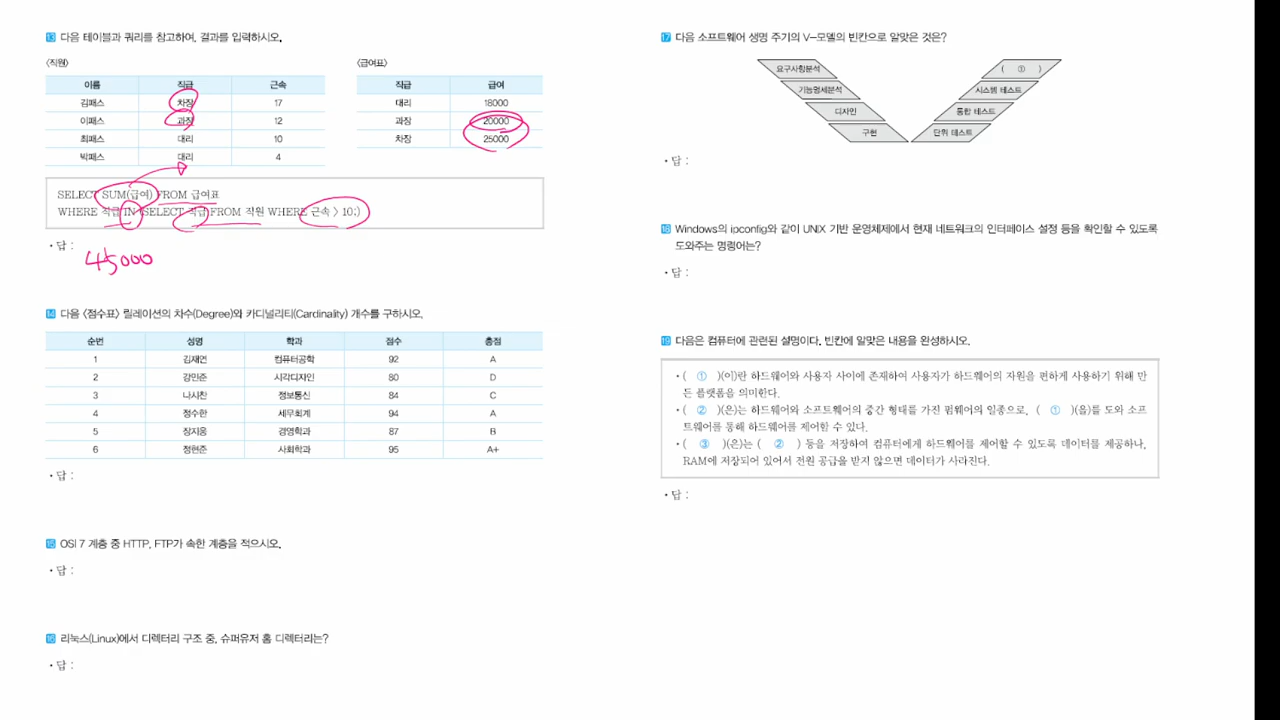 13 다음 테이블과 쿼리를 참고하여, 결과를 입력하시오.
〈직원〉
이름 직급 근속
김패스 차장 17
이패스 과장 12
최패스 대리 10
박패스 대리 4
〈급여표〉
직급 급여
대리 18000
과장 20000
차장 25000
SELECT SUM(급여) FROM 급여표
WHERE 직급 IN (SELECT 직급 FROM 직원 WHERE 근속 > 10;)
• 답 :
45000
14 다음 〈점수표〉 릴레이션의 차수(Degree)와 카디널리티(Cardinality) 개수를 구하시오.
순번 성명 학과 점수 총점
1 김재연 컴퓨터공학 92 A
2 강민준 시각디자인 80 D
3 나시찬 정보통신 84 C
4 정수한 세무회계 94 A
5 장지웅 경영학과 87 B
6 정현준 사회학과 95 A+
• 답 :
15 OSI 7 계층 중 HTTP, FTP가 속한 계층을 적으시오.
• 답 :
16 리눅스(Linux)에서 디렉터리 구조 중, 슈퍼유저 홈 디렉터라는?
• 답 :
17 다음 소프트웨어 생명 주기의 V-모델의 빈칸으로 알맞은 것은?
요구사항분석 ( ① )
기능명세분석 시스템 테스트
디자인 통합 테스트
구현 단위 테스트
• 답 :
18 Windows의 ipconfig와 같이 UNIX 기반 운영체제에서 현재 네트워크의 인터페이스 설정 등을 확인할 수 있도록
도와주는 명령어는?
• 답 :
19 다음은 컴퓨터에 관련된 설명이다. 빈칸에 알맞은 내용을 완성하시오.
• ( ① )(이)란 하드웨어와 사용자 사이에 존재하여 사용자가 하드웨어의 자원을 편하게 사용하기 위해 만
든 플랫폼을 의미한다.
• ( ② )(은)는 하드웨어와 소프트웨어의 중간 형태를 가진 펌웨어의 일종으로, ( ① )(을)를 도와 소프
트웨어를 통해 하드웨어를 제어할 수 있다.
• ( ③ )(은)는 ( ② ) 등을 저장하여 컴퓨터에게 하드웨어를 제어할 수 있도록 데이터를 제공하나,
RAM에 저장되어 있어서 전원 공급을 받지 않으면 데이터가 사라진다.
• 답 :